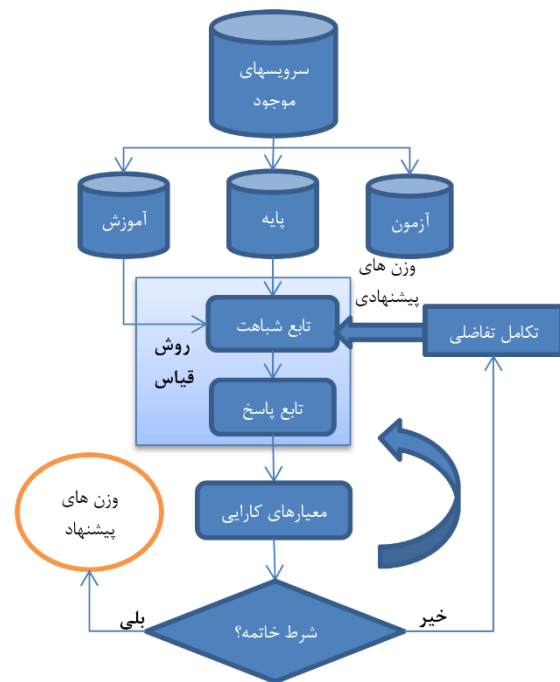 سرویسهای
موجود
آموزش
پایه
آزمون
وزن های
پیشنهادی
تابع شباهت
تکامل تفاضلی
روش
قیاس
تابع پاسخ
وزن های
پیشنهاد
معیارهای کارایی
بلی
شرط خاتمه؟
خیر